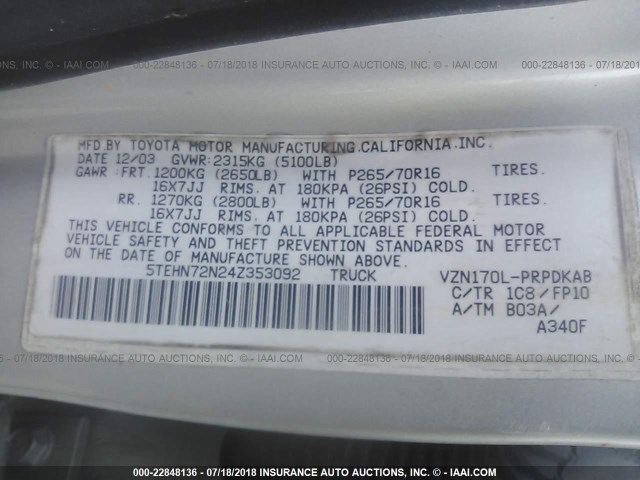 000-22848136 - 07/18/2018 INSURANCE AUTO AUCTIONS, INC. - © IAAI.COM
MFD BY TOYOTA MOTOR MANUFACTURING.CALIFORNIA.INC.
DATE 12/03 GVWR:2315KG (5100LB)
GAWR: FRT. 1200KG (2650LB) WITH P265/70R16 TIRES.
16X7JJ RIMS. AT 180KPA (26PSI) COLD.
RR. 1270KG (2800LB) WITH P265/70R16 TIRES.
16X7JJ RIMS. AT 180KPA (26PSI) COLD.
THIS VEHICLE CONFORMS TO ALL APPLICABLE FEDERAL MOTOR
VEHICLE SAFETY AND THEFT PREVENTION STANDARDS IN EFFECT
ON THE DATE OF MANUFACTURE SHOWN ABOVE.
5TEHN72N24Z353092 TRUCK VZN170L-PRPDKAB
C/TR 1C8/FP10
A/TM B03A/
A340F
000-22848136 - 07/18/2018 INSURANCE AUTO AUCTIONS, INC. - © IAAI.COM
000-22848136 - 07/18/2018 INSURANCE AUTO AUCTIONS, INC. - © IAAI.COM